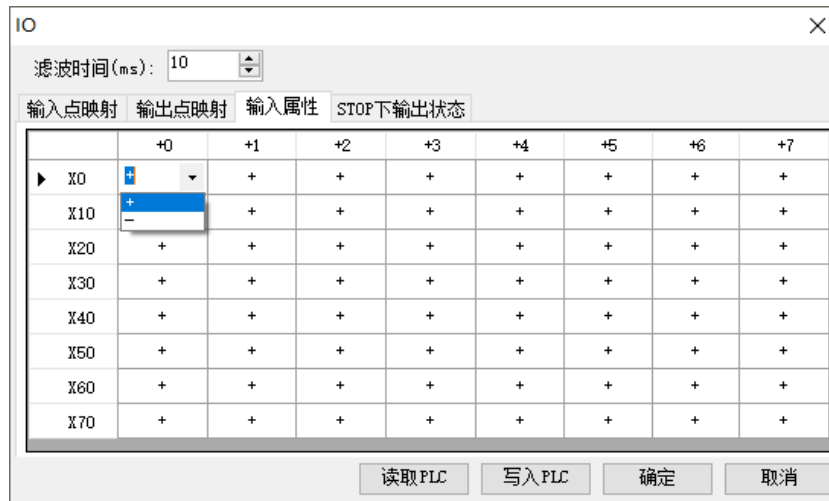 IO
滤波时间(ms): 10
输入点映射 输出点映射 输入属性 STOP下输出状态
+0 +1 +2 +3 +4 +5 +6 +7
X0 + + + + + + + +
+
X10 + + + + + + +
−
X20 + + + + + + + +
X30 + + + + + + + +
X40 + + + + + + + +
X50 + + + + + + + +
X60 + + + + + + + +
X70 + + + + + + + +
读取PLC 写入PLC 确定 取消